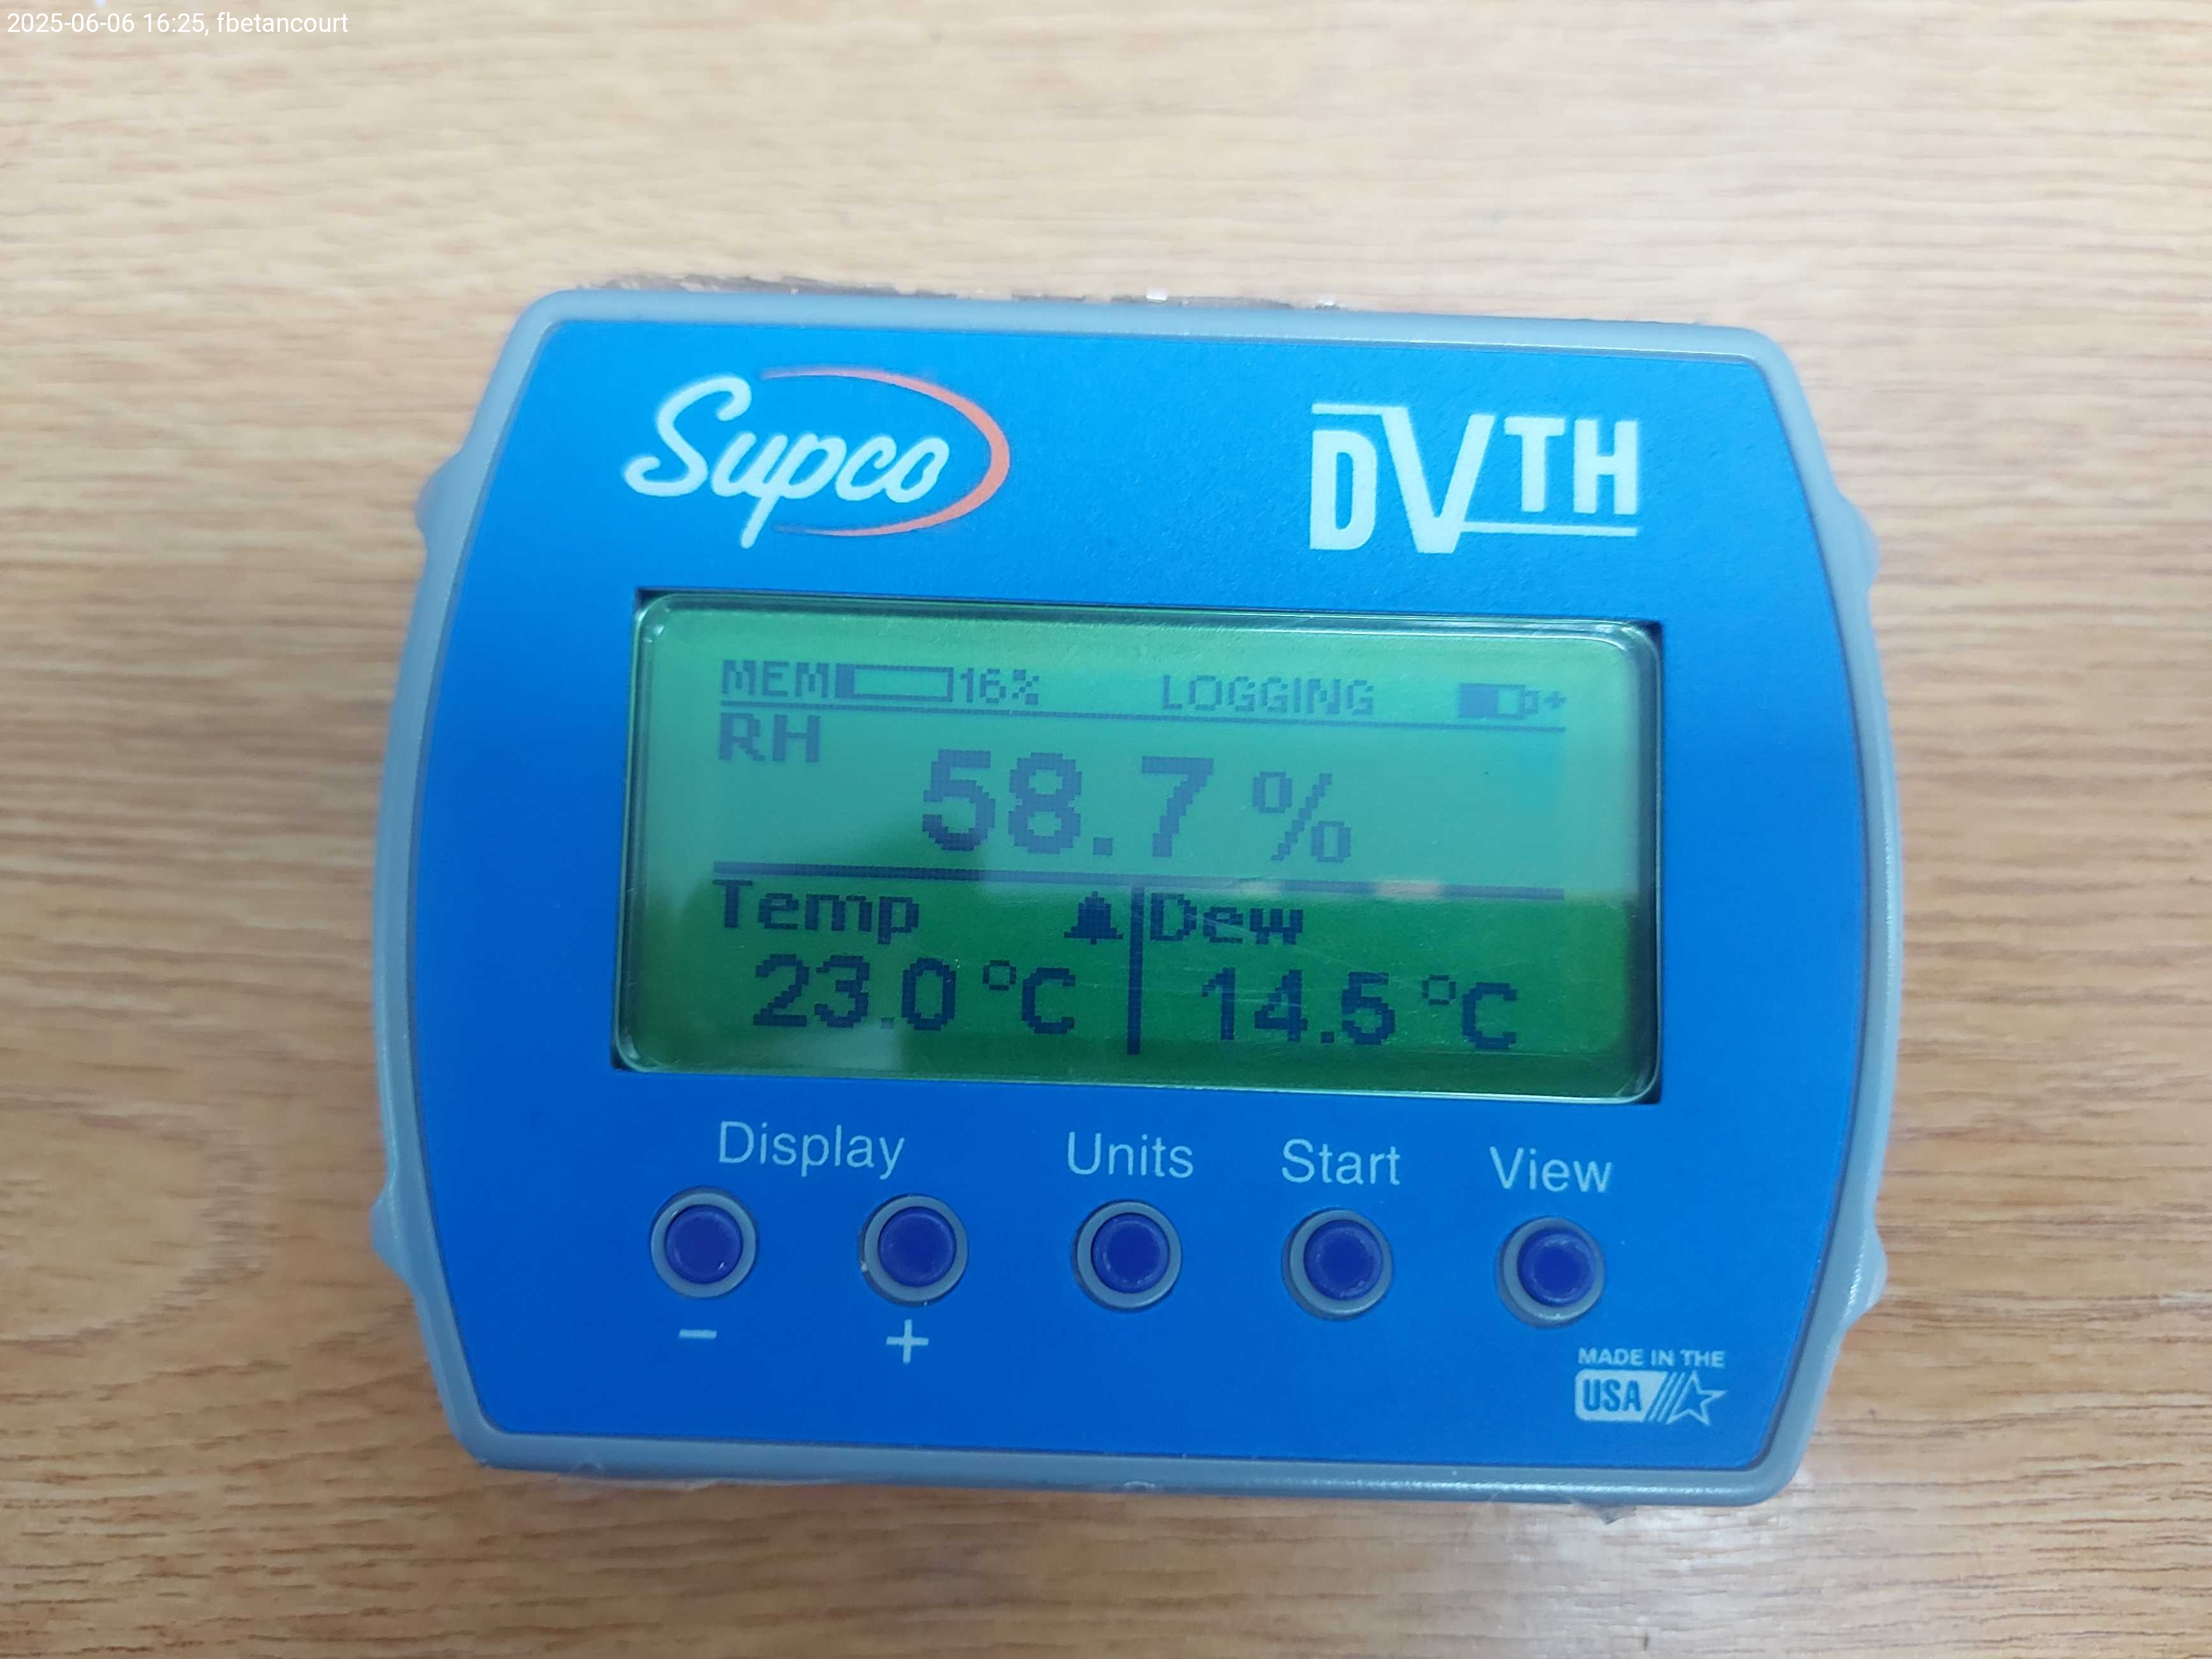 2025-06-06 16:25, fbetancourt
Supco DVTH
MEM 16% LOGGING
RH
58.7 %
Temp Dew
23.0 °C 14.5 °C
Display Units Start View
- +
MADE IN THE
USA